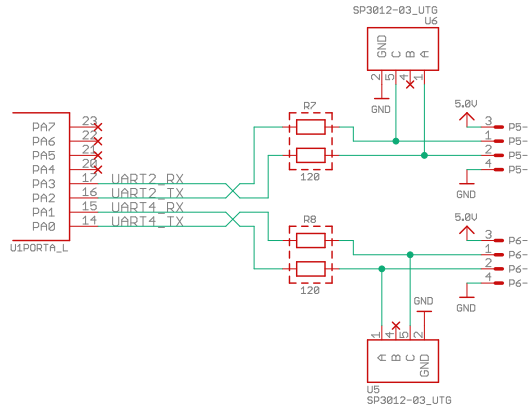 SP3012-03_UTG
U6
GND
C
B
A
2
5
4
1
GND
R7
120
5.0V
3 P5-
1 P5-
2 P5-
4 P5-
GND
PA7 23
PA6 22
PA5 21
PA4 20
PA3 17 UART2_RX
PA2 16 UART2_TX
PA1 15 UART4_RX
PA0 14 UART4_TX
U1PORTA_L
R8
120
5.0V
3 P6-
1 P6-
2 P6-
4 P6-
GND
GND
1
4
5
2
A
B
C
GND
U5
SP3012-03_UTG